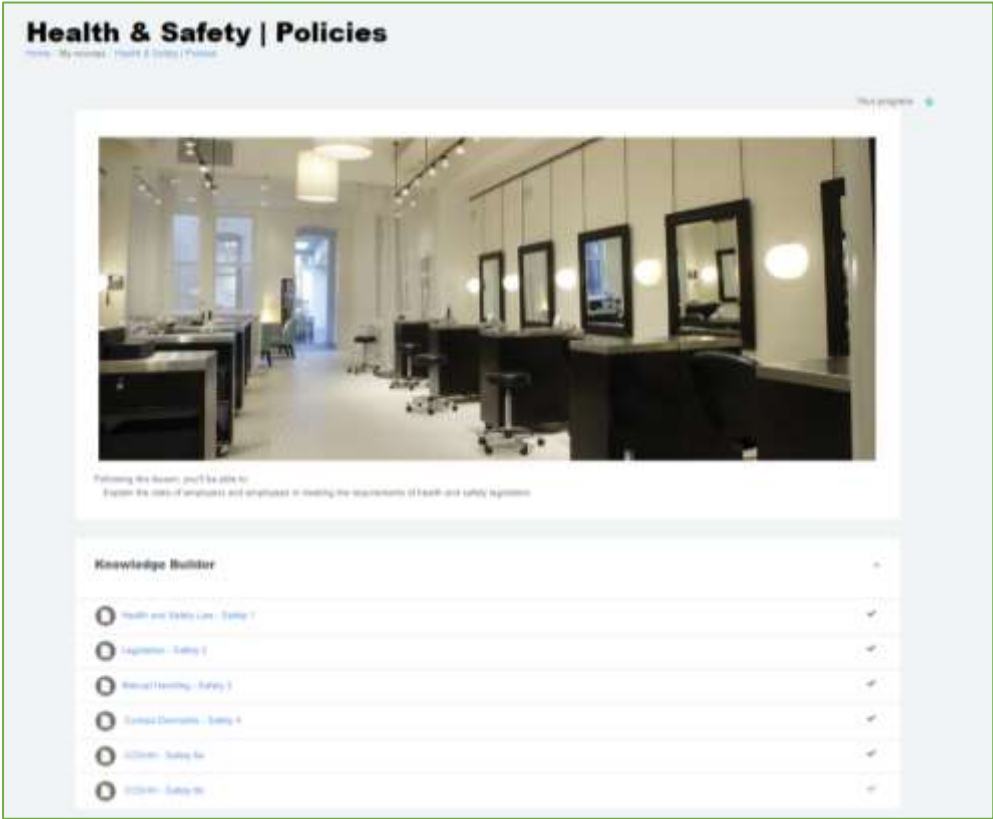 Health & Safety | Policies
Home My courses Health & Safety | Policies
Your progress
Following this lesson, you'll be able to:
Explain the roles of employers and employees in meeting the requirements of health and safety legislation
Knowledge Builder
Health and Safety Law - Safety 1
Legislation - Safety 2
Manual Handling - Safety 3
Contact Dermatitis - Safety 4
COSHH - Safety 5a
COSHH - Safety 5b